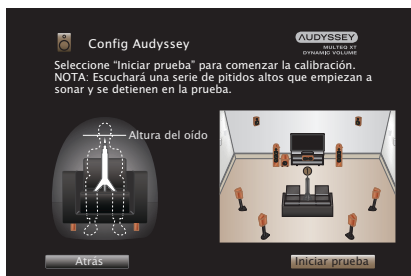 Config Audyssey
AUDYSSEY
MULTEQ XT
DYNAMIC VOLUME
Seleccione “Iniciar prueba” para comenzar la calibración.
NOTA: Escuchará una serie de pitidos altos que empiezan a
sonar y se detienen en la prueba.
Altura del oído
Atrás
Iniciar prueba